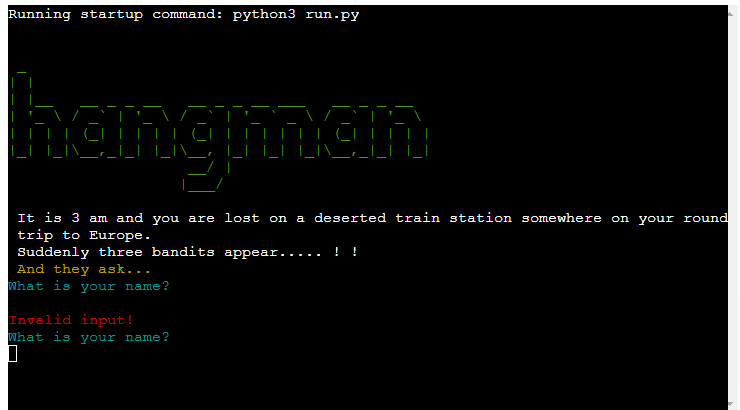 Running startup command: python3 run.py
hangman
It is 3 am and you are lost on a deserted train station somewhere on your round
trip to Europe.
Suddenly three bandits appear..... ! !
And they ask...
What is your name?
Invalid input!
What is your name?